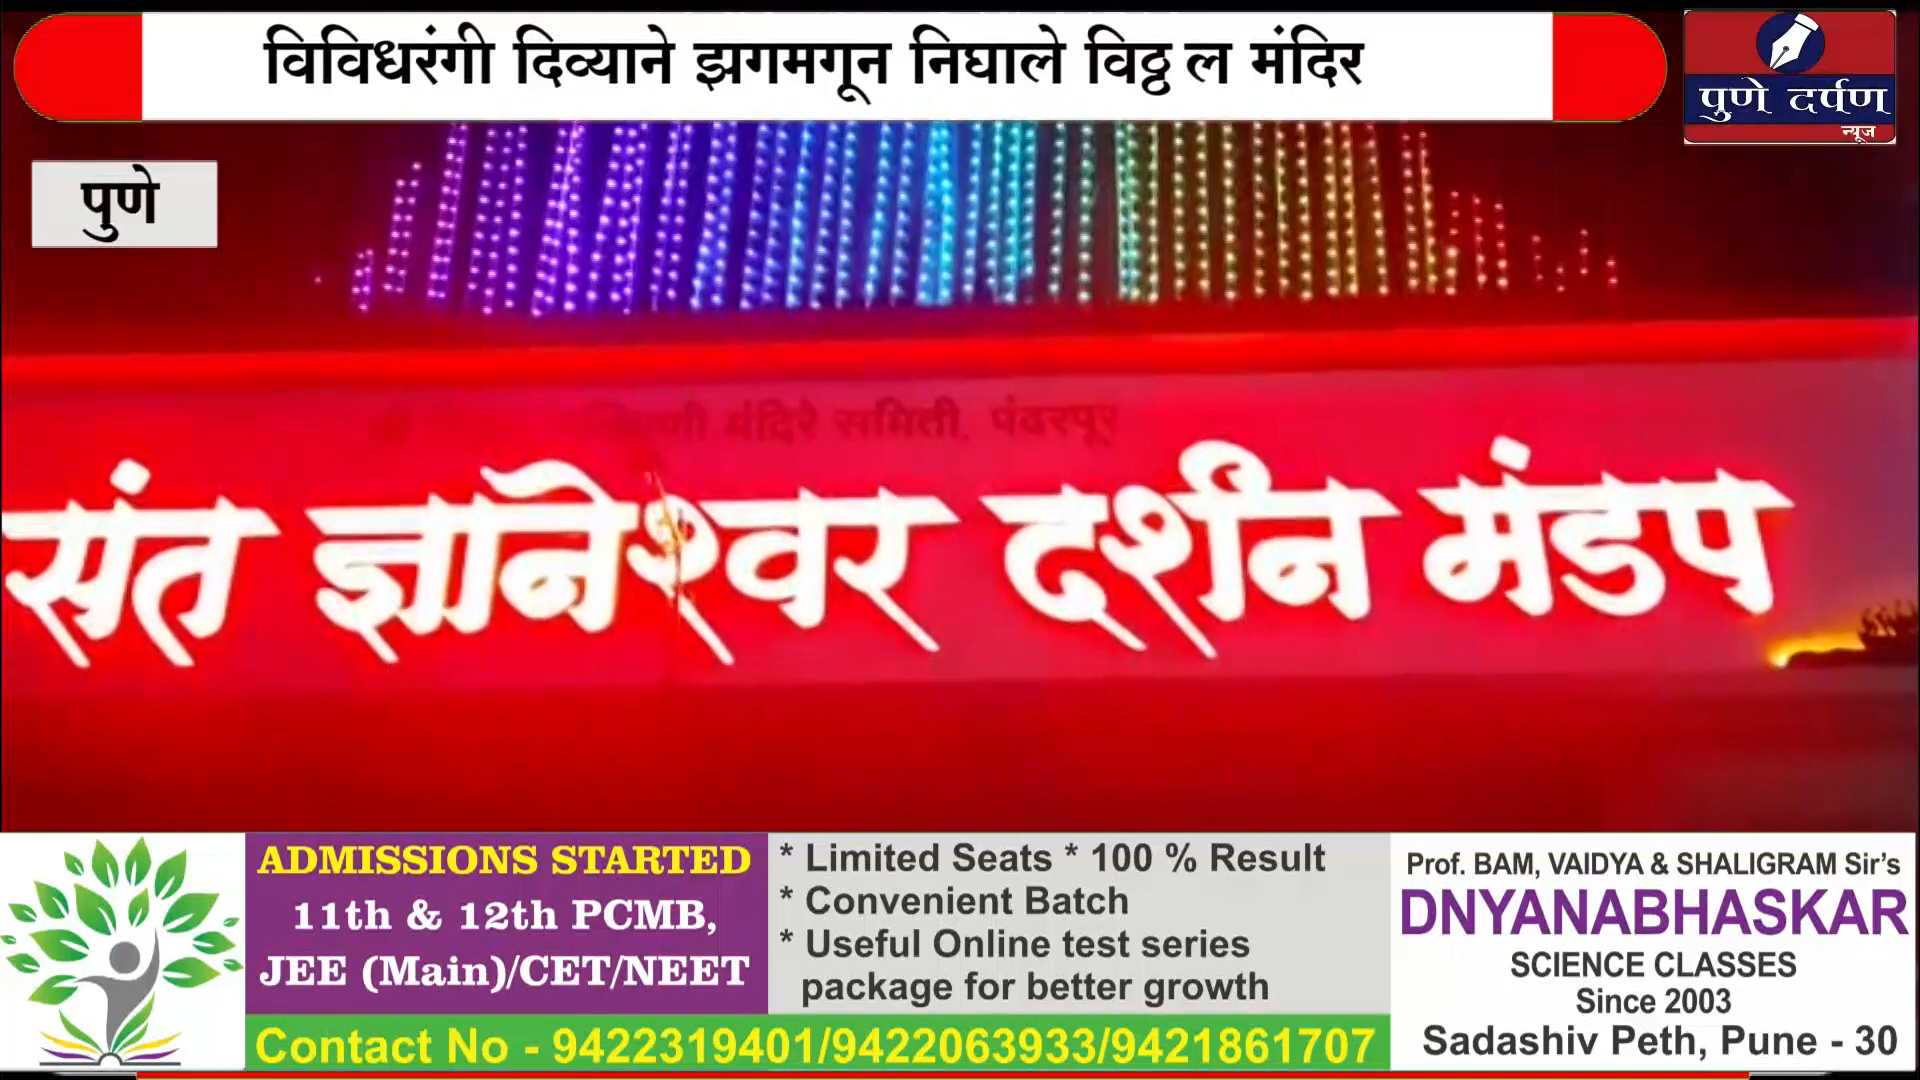 विविधरंगी दिव्याने झगमगून निघाले विठ्ठल मंदिर
पुणे दर्पण
न्यूज
पुणे
मंदिरे समिती, पंढरपूर
संत ज्ञानेश्वर दर्शन मंडप
ADMISSIONS STARTED
11th & 12th PCMB,
JEE (Main)/CET/NEET
* Limited Seats * 100 % Result
* Convenient Batch
* Useful Online test series
package for better growth
Contact No - 9422319401/9422063933/9421861707
Prof. BAM, VAIDYA & SHALIGRAM Sir's
DNYANABHASKAR
SCIENCE CLASSES
Since 2003
Sadashiv Peth, Pune - 30